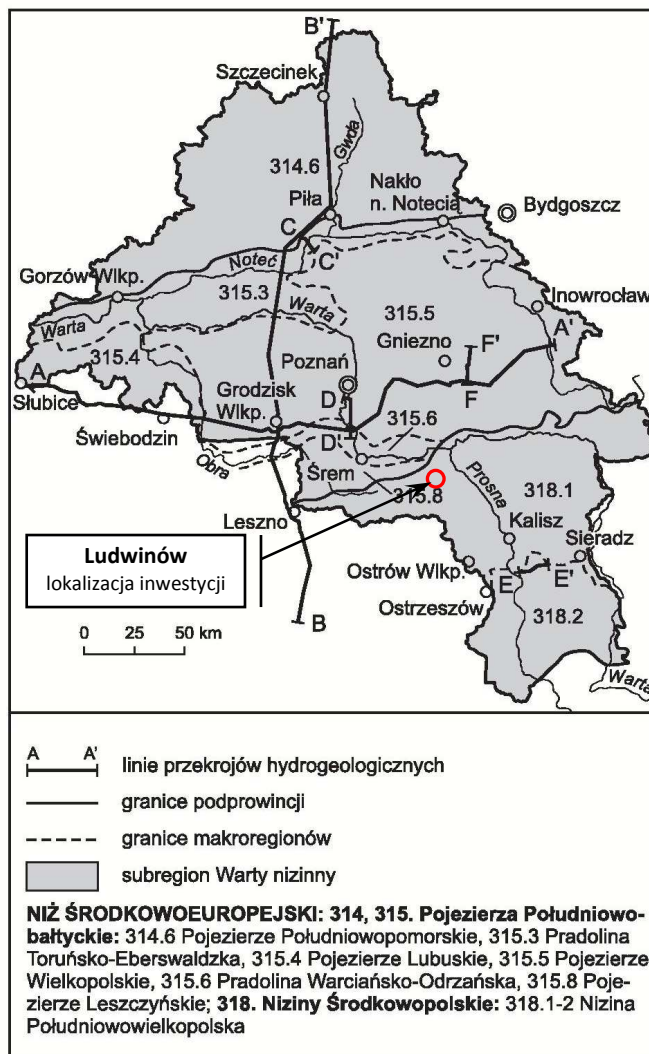 B'
Szczecinek
314.6
Gwda
Piła
Nakło
n. Notecią
Bydgoszcz
C
C'
Noteć
Gorzów Wlkp.
315.3
Warta
Warta
315.5
Inowrocław
A'
315.4
Gniezno
F'
Poznań
A
Słubice
Grodzisk
Wlkp.
D
F
Świebodzin
D'
315.6
Obra
Śrem
315.8
Prosna
318.1
Leszno
Kalisz
Sieradz
Ludwinów
lokalizacja inwestycji
Ostrów Wlkp.
E
E'
Ostrzeszów
318.2
B
0 25 50 km
Warta
A A'
linie przekrojów hydrogeologicznych
granice podprowincji
granice makroregionów
subregion Warty nizinny
NIŻ ŚRODKOWOEUROPEJSKI: 314, 315. Pojezierza Południowo-
bałtyckie: 314.6 Pojezierze Południowopomorskie, 315.3 Pradolina
Toruńsko-Eberswaldzka, 315.4 Pojezierze Lubuskie, 315.5 Pojezierze
Wielkopolskie, 315.6 Pradolina Warciańsko-Odrzańska, 315.8 Poje-
zierze Leszczyńskie; 318. Niziny Środkowopolskie: 318.1-2 Nizina
Południowowielkopolska